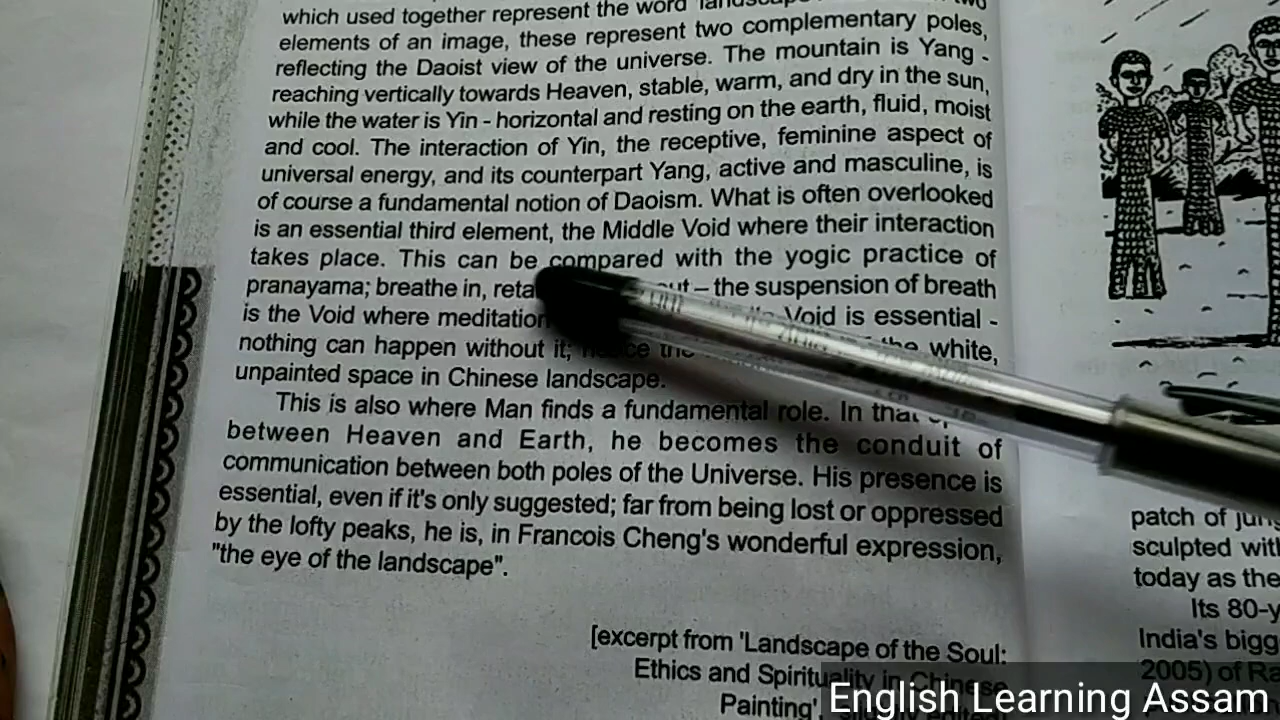 which used together represent the word
elements of an image, these represent two complementary poles,
reflecting the Daoist view of the universe. The mountain is Yang -
reaching vertically towards Heaven, stable, warm, and dry in the sun,
while the water is Yin - horizontal and resting on the earth, fluid, moist
and cool. The interaction of Yin, the receptive, feminine aspect of
universal energy, and its counterpart Yang, active and masculine, is
of course a fundamental notion of Daoism. What is often overlooked
is an essential third element, the Middle Void where their interaction
takes place. This can be compared with the yogic practice of
pranayama; breathe in, – the suspension of breath
is the Void where meditation Void is essential -
nothing can happen without it; the white,
unpainted space in Chinese landscape.
This is also where Man finds a fundamental role. In that
between Heaven and Earth, he becomes the conduit of
communication between both poles of the Universe. His presence is
essential, even if it's only suggested; far from being lost or oppressed
by the lofty peaks, he is, in Francois Cheng's wonderful expression,
"the eye of the landscape".
[excerpt from 'Landscape of the Soul:
Ethics and Spirituality in Chinese
Painting',
patch of
sculpted
today as the
Its
India's
2005) of
English Learning Assam